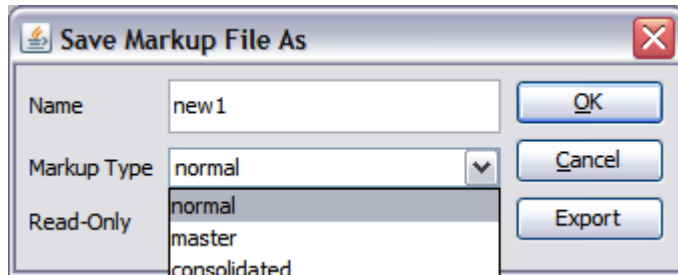 Save Markup File As
Name
new1
OK
Markup Type
normal
Cancel
normal
Read-Only
master
Export
consolidated